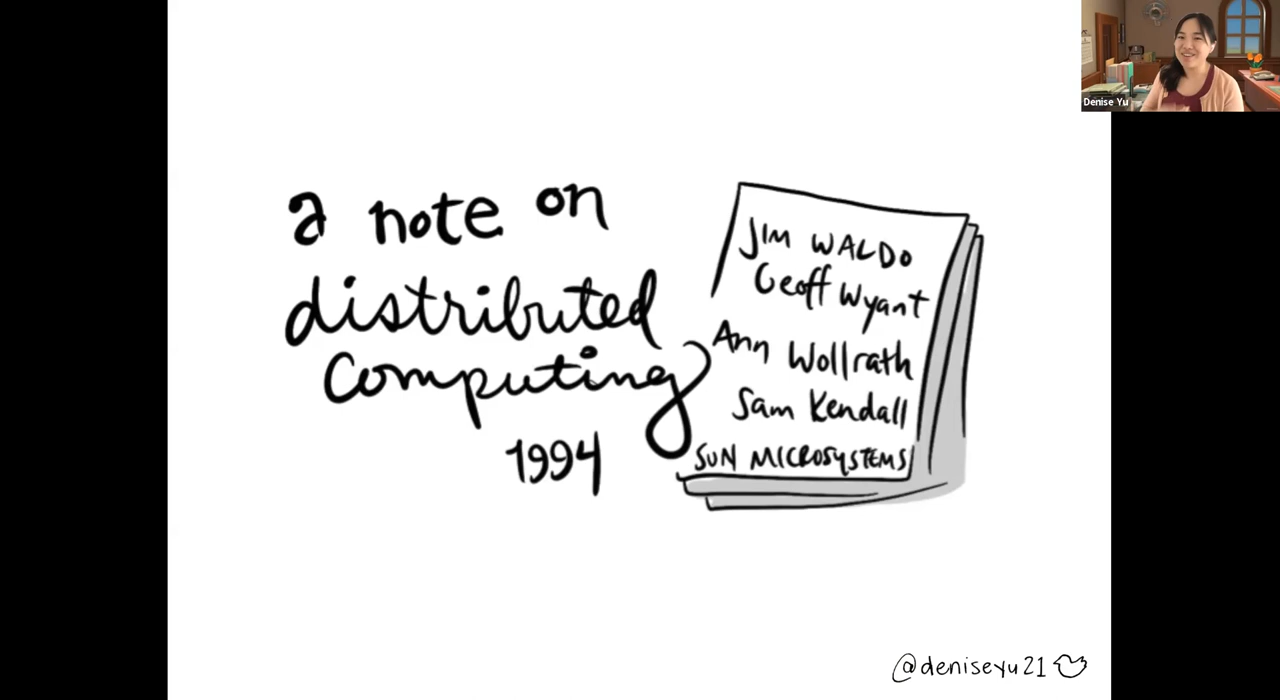 a note on
distributed
computing
1994
JIM WALDO
Geoff Wyant
Ann Wollrath
Sam Kendall
SUN MICROSYSTEMS
@deniseyu21
Denise Yu